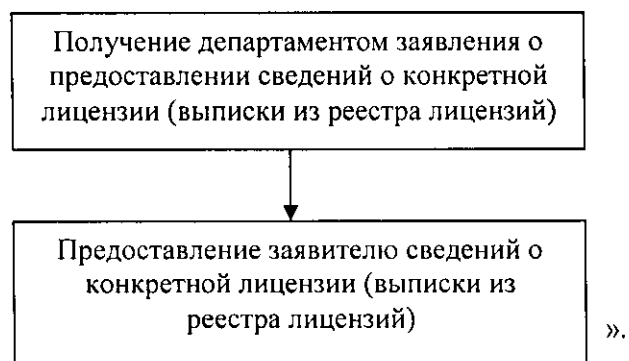 Получение департаментом заявления о
предоставлении сведений о конкретной
лицензии (выписки из реестра лицензий)
Предоставление заявителю сведений о
конкретной лицензии (выписки из
реестра лицензий)
».